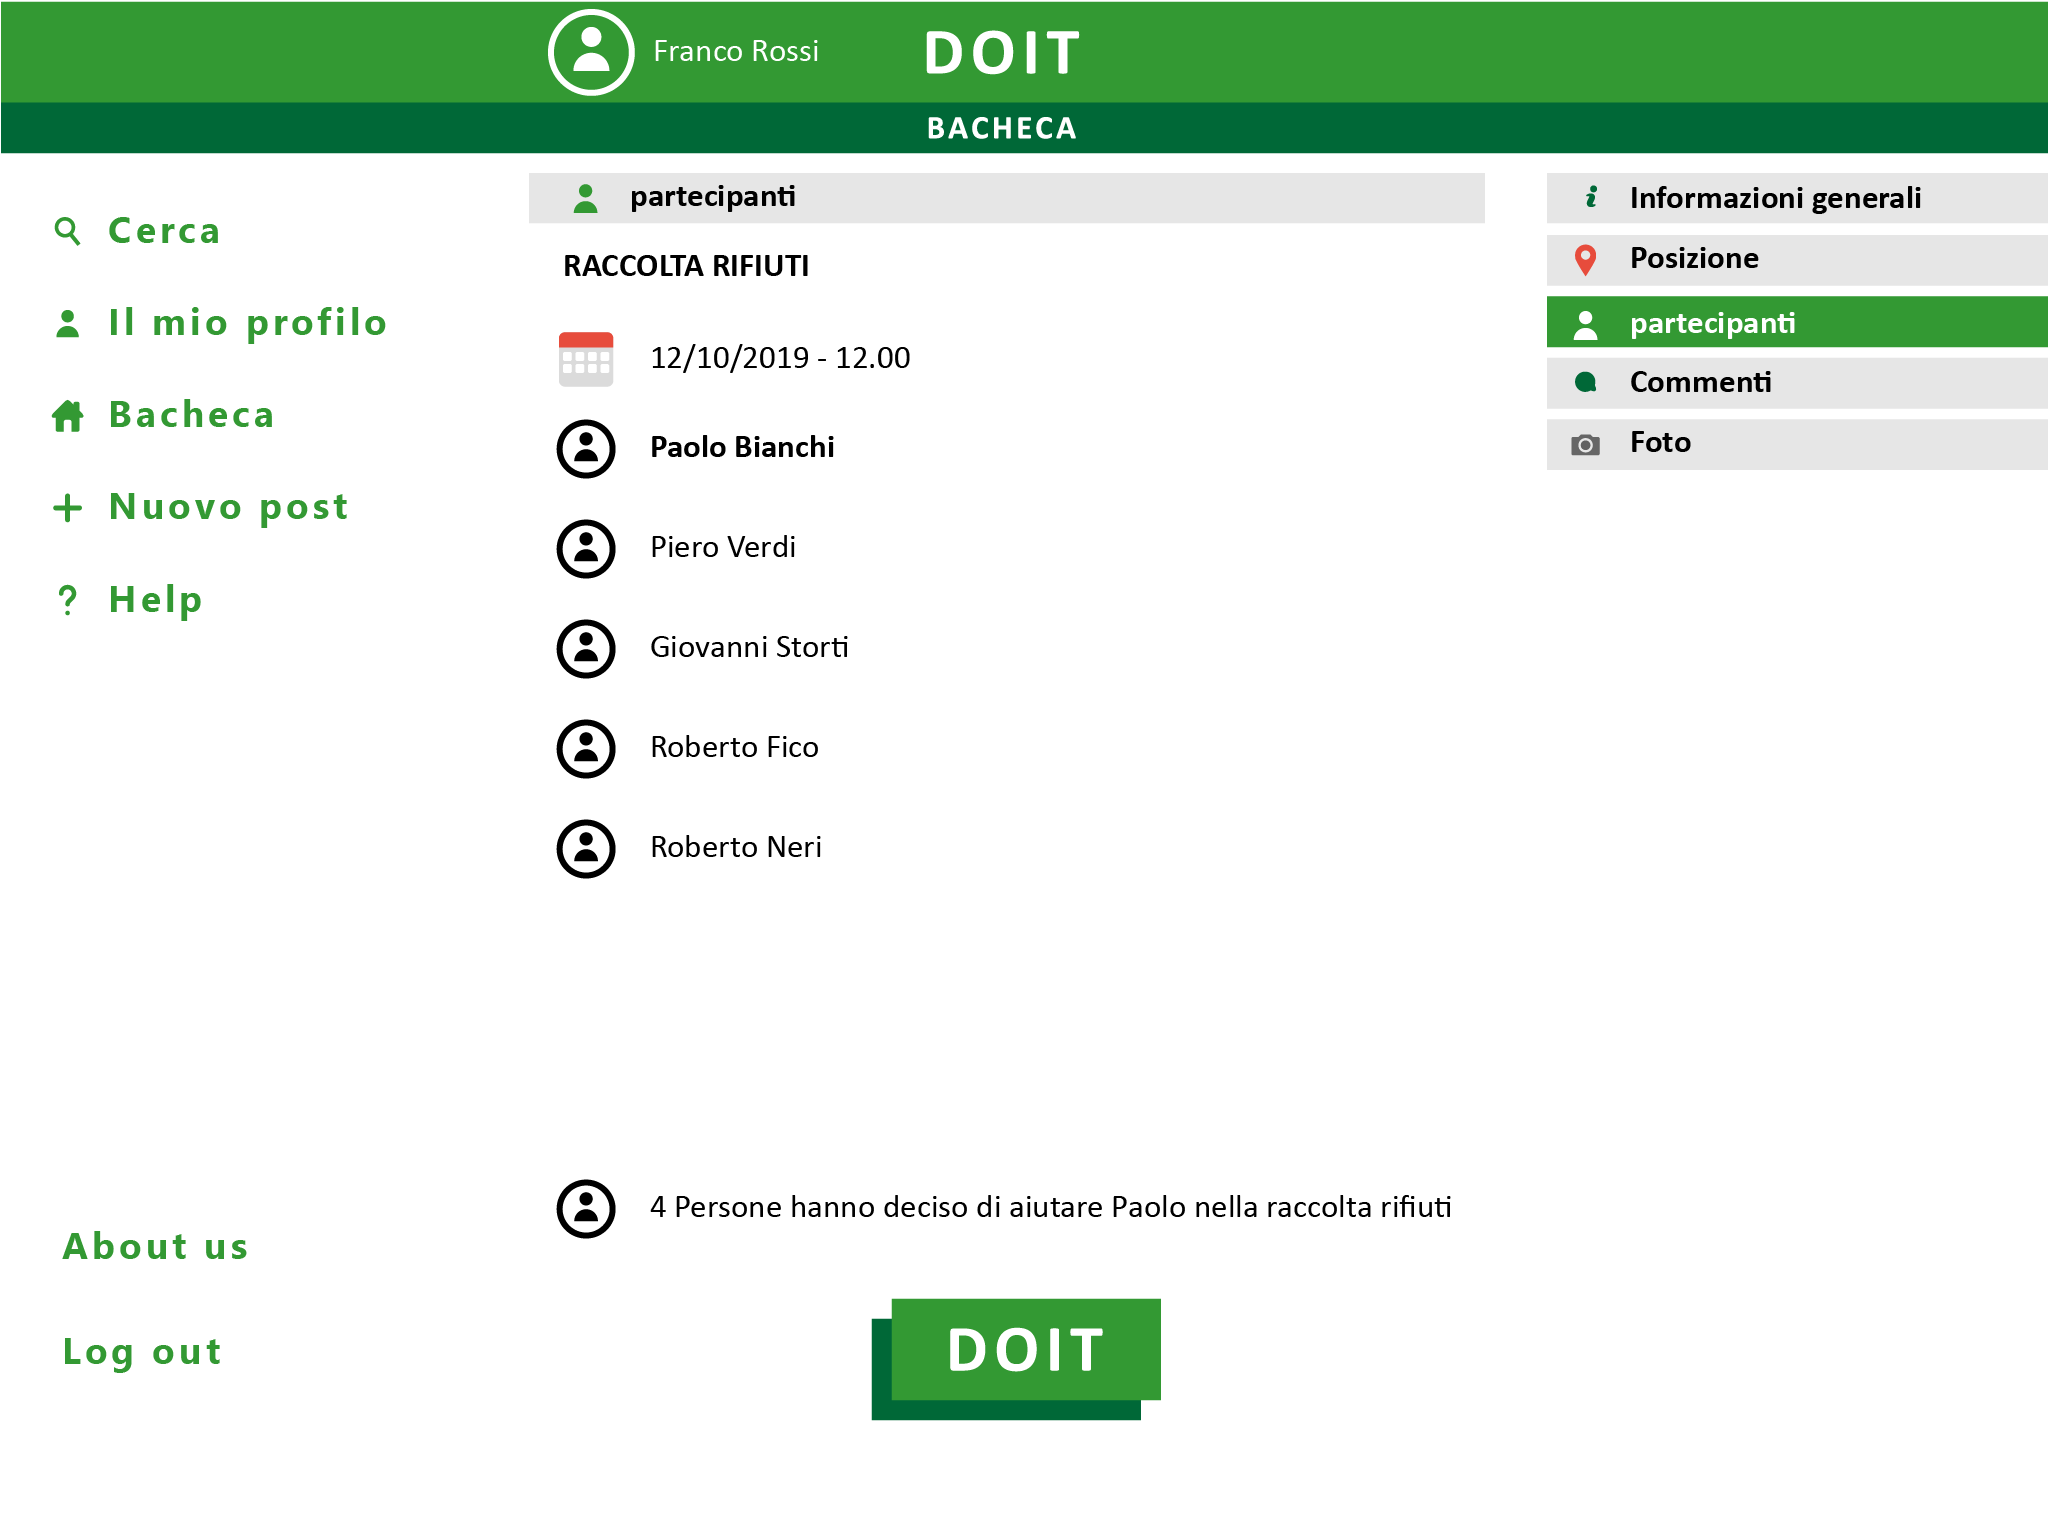 Franco Rossi
DOIT
BACHECA
Cerca
Il mio profilo
Bacheca
Nuovo post
Help
About us
Log out
partecipanti
RACCOLTA RIFIUTI
12/10/2019 - 12.00
Paolo Bianchi
Piero Verdi
Giovanni Storti
Roberto Fico
Roberto Neri
4 Persone hanno deciso di aiutare Paolo nella raccolta rifiuti
DOIT
Informazioni generali
Posizione
partecipanti
Commenti
Foto